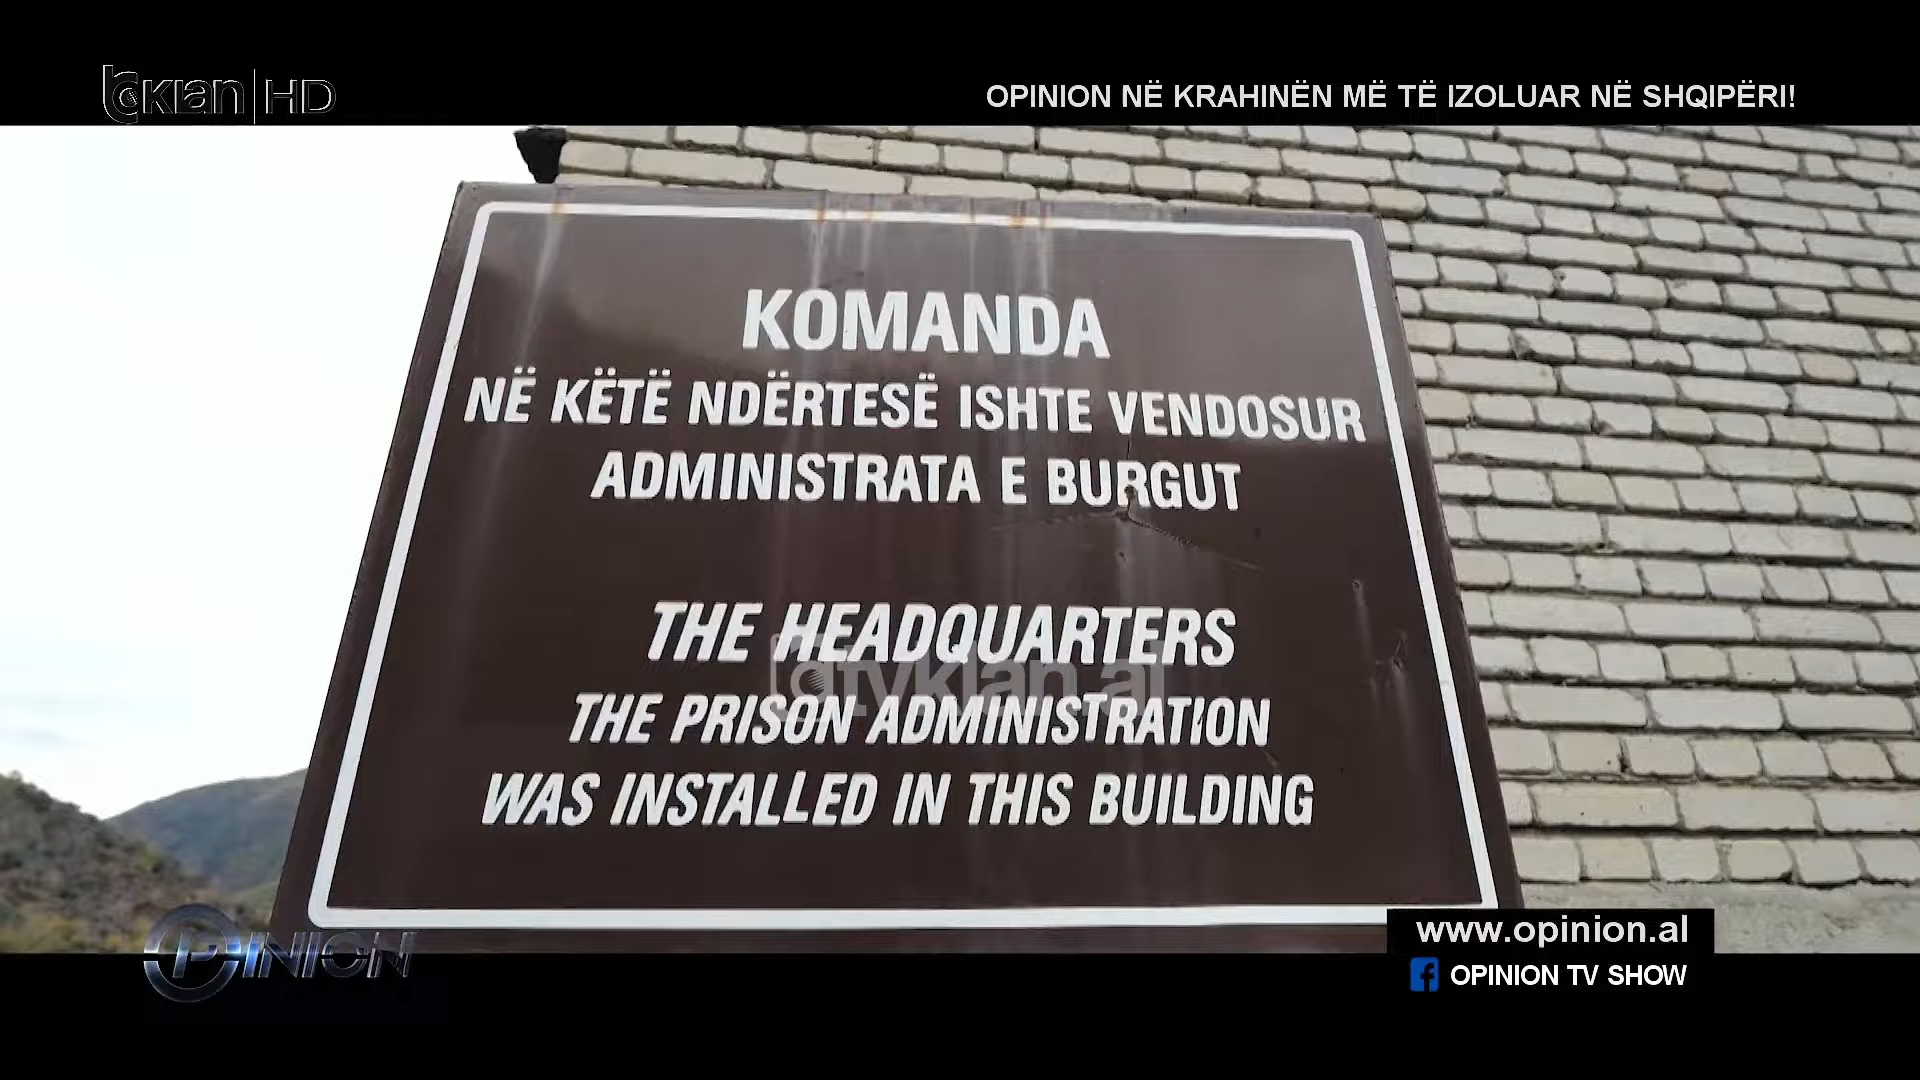 tvklan HD
OPINION NË KRAHINËN MË TË IZOLUAR NË SHQIPËRI!
KOMANDA
NË KËTË NDËRTESË ISHTE VENDOSUR
ADMINISTRATA E BURGUT
THE HEADQUARTERS
tvklan.al
THE PRISON ADMINISTRATION
WAS INSTALLED IN THIS BUILDING
OPINION
www.opinion.al
OPINION TV SHOW